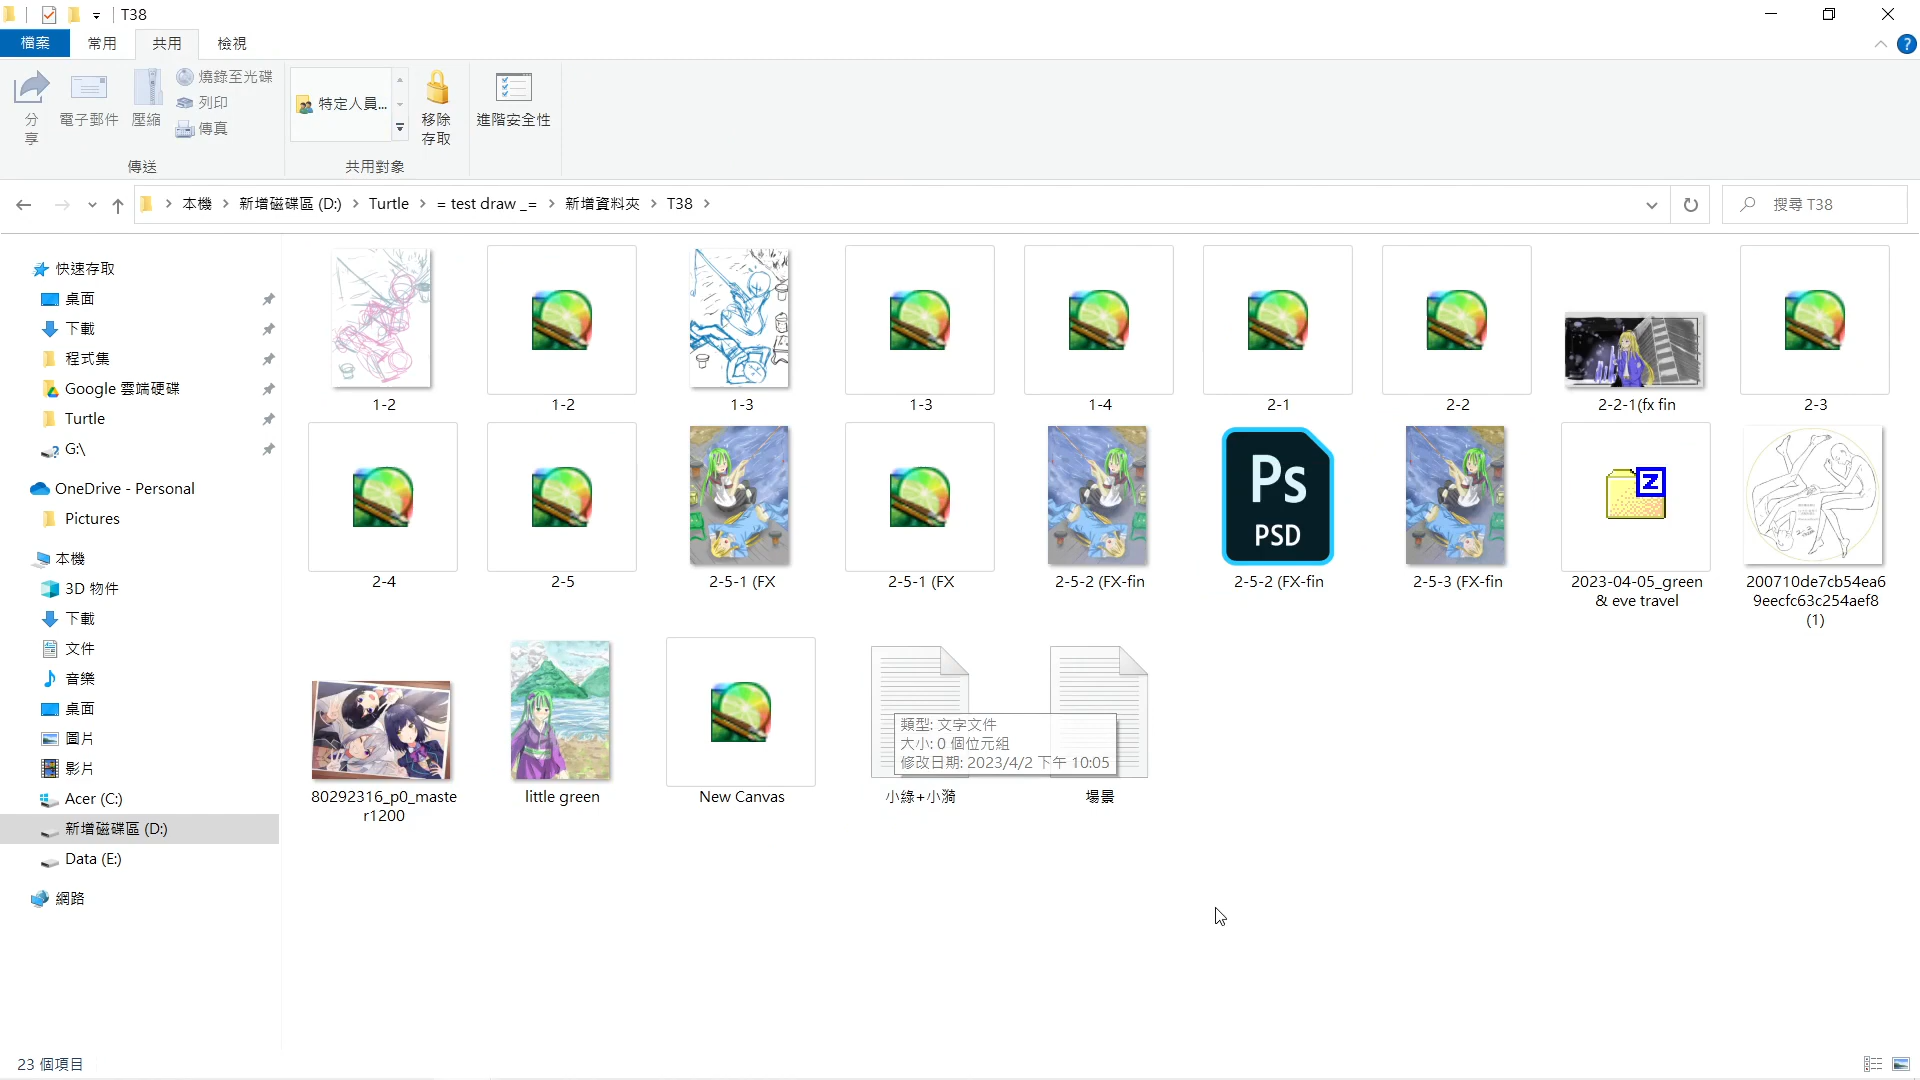 T38
檔案 常用 共用 檢視
分享
電子郵件
壓縮
燒錄至光碟
列印
傳真
傳送
特定人員...
移除存取
共用對象
進階安全性
本機 新增磁碟區 (D:) Turtle = test draw _= 新增資料夾 T38
搜尋 T38
快速存取
桌面
下載
程式集
Google 雲端硬碟
Turtle
G:\
OneDrive - Personal
Pictures
本機
3D 物件
下載
文件
音樂
桌面
圖片
影片
Acer (C:)
新增磁碟區 (D:)
Data (E:)
網路
1-2 1-2 1-3 1-3 1-4 2-1 2-2 2-2-1(fx fin 2-3
Ps
PSD
Z
2-4 2-5 2-5-1 (FX 2-5-1 (FX 2-5-2 (FX-fin 2-5-2 (FX-fin 2-5-3 (FX-fin
2023-04-05_green
& eve travel
200710de7cb54ea6
9eecfc63c254aef8
(1)
80292316_p0_maste
r1200
little green
New Canvas
小綠+小漪
場景
類型: 文字文件
大小: 0 個位元組
修改日期: 2023/4/2 下午 10:05
23 個項目